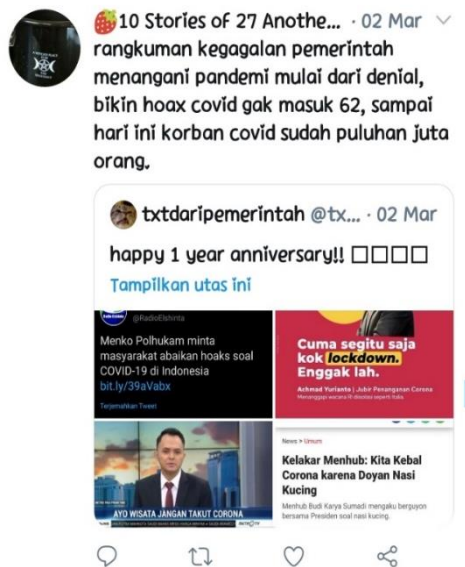 🍓10 Stories of 27 Anothe... · 02 Mar
rangkuman kegagalan pemerintah
menangani pandemi mulai dari denial,
bikin hoax covid gak masuk 62, sampai
hari ini korban covid sudah puluhan juta
orang.
txtdaripemerintah @tx... · 02 Mar
happy 1 year anniversary!! □□□□
Tampilkan utas ini
@RadioElshinta
Menko Polhukam minta
masyarakat abaikan hoaks soal
COVID-19 di Indonesia
bit.ly/39aVabx
Terjemahkan Tweet
Cuma segitu saja
kok lockdown.
Enggak lah.
Achmad Yurianto | Jubir Penanganan Corona
AYO WISATA JANGAN TAKUT CORONA
News > Umum
Kelakar Menhub: Kita Kebal
Corona karena Doyan Nasi
Kucing
Menhub Budi Karya Sumadi mengaku berguyon
bersama Presiden soal nasi kucing.